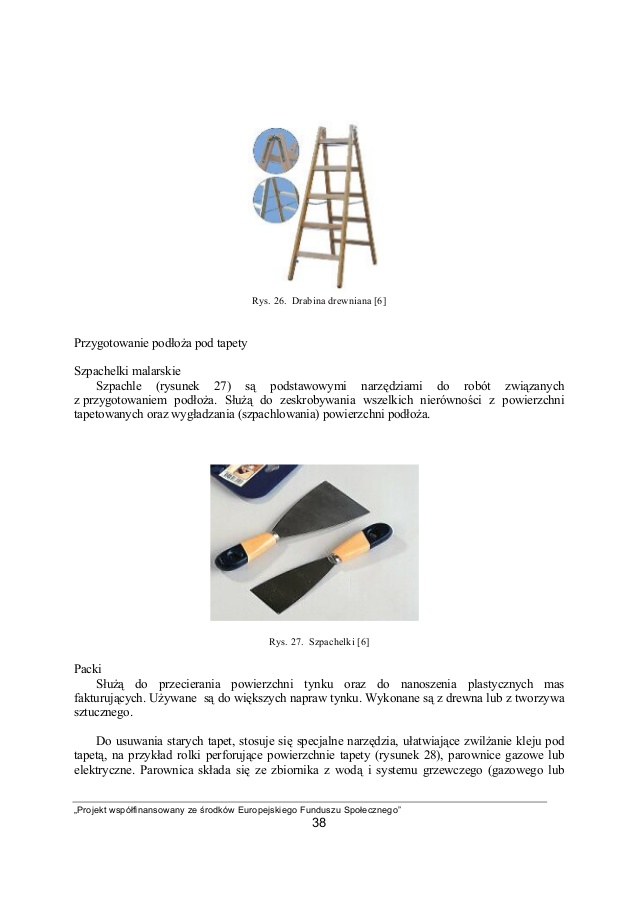 Rys. 26. Drabina drewniana [6]
Przygotowanie podłoża pod tapety
Szpachelki malarskie
Szpachle (rysunek 27) są podstawowymi narzędziami do robót związanych
z przygotowaniem podłoża. Służą do zeskrobywania wszelkich nierówności z powierzchni
tapetowanych oraz wygładzania (szpachlowania) powierzchni podłoża.
Rys. 27. Szpachelki [6]
Packi
Służą do przecierania powierzchni tynku oraz do nanoszenia plastycznych mas
fakturujących. Używane są do większych napraw tynku. Wykonane są z drewna lub z tworzywa
sztucznego.
Do usuwania starych tapet, stosuje się specjalne narzędzia, ułatwiające zwilżanie kleju pod
tapetą, na przykład rolki perforujące powierzchnie tapety (rysunek 28), parownice gazowe lub
elektryczne. Parownica składa się ze zbiornika z wodą i systemu grzewczego (gazowego lub
„Projekt współfinansowany ze środków Europejskiego Funduszu Społecznego”
38